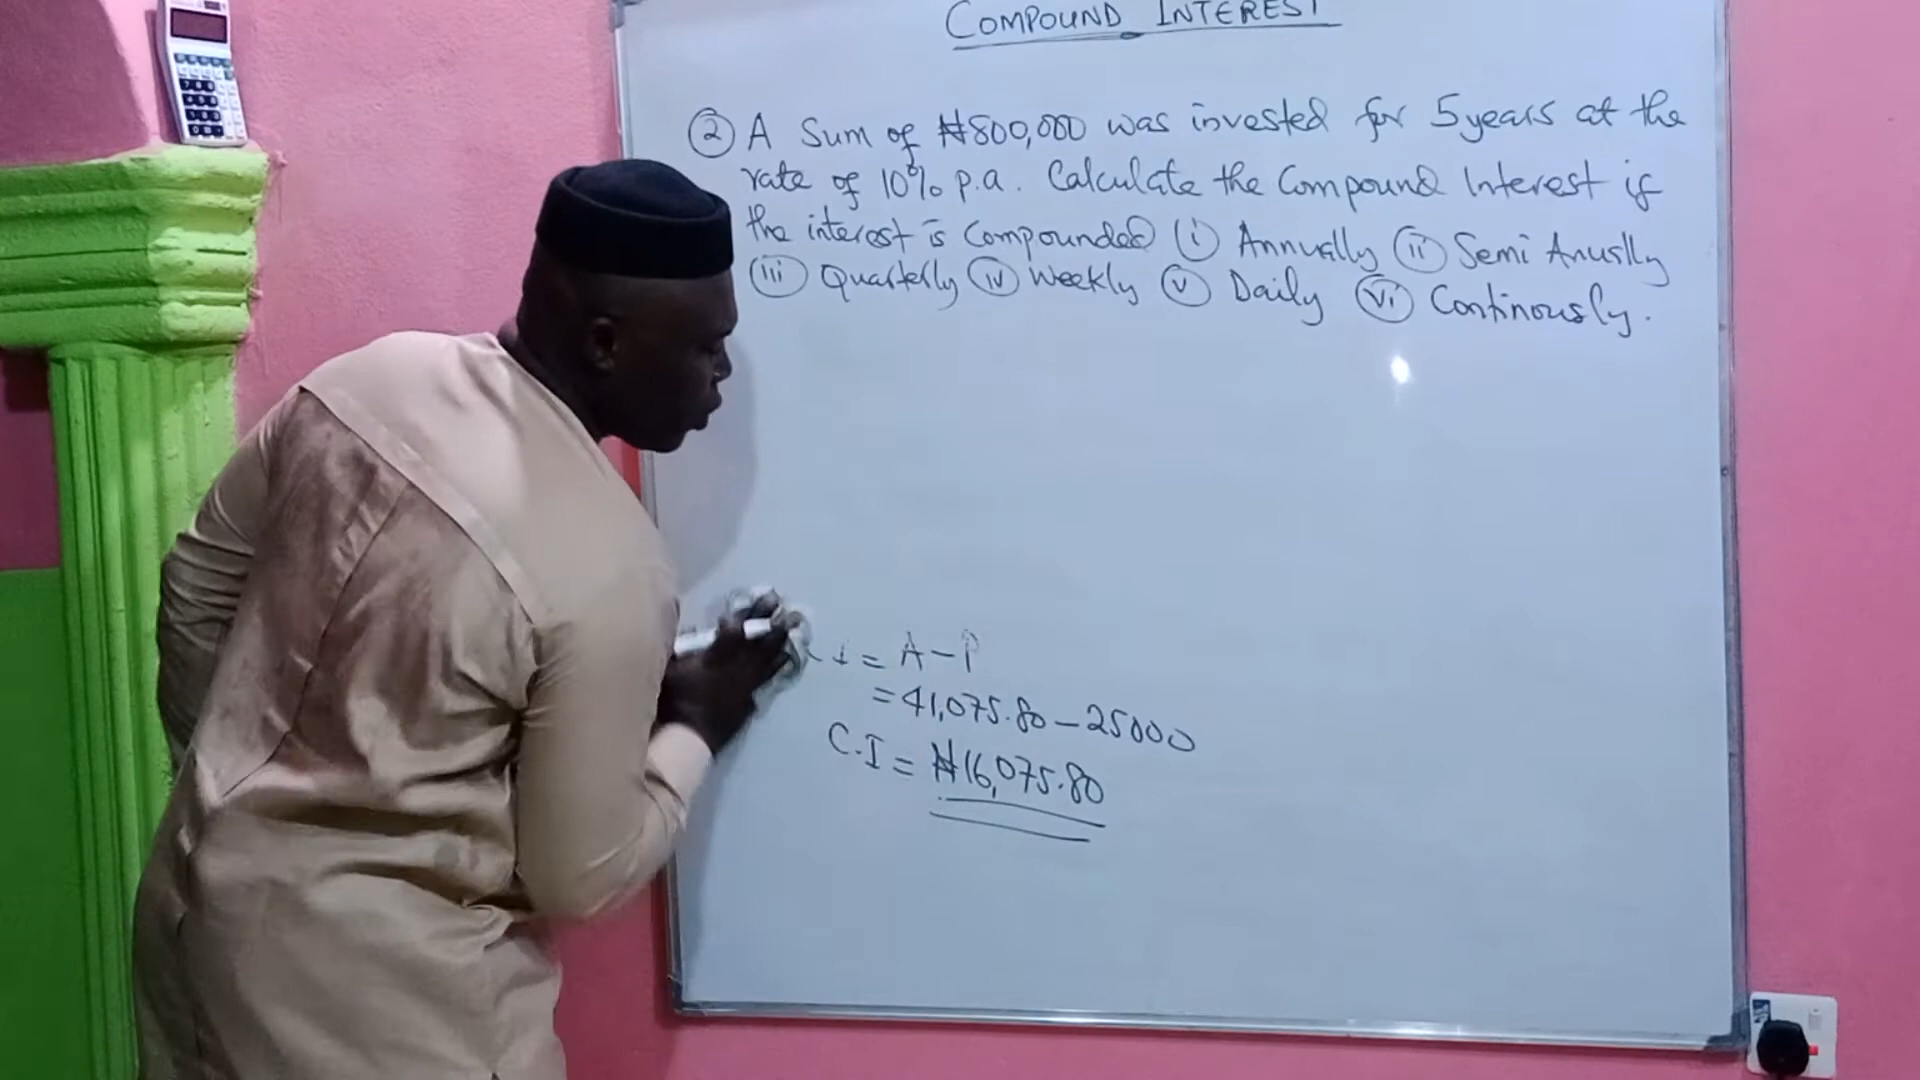 COMPOUND INTEREST
② A Sum of ₦800,000 was invested for 5 years at the
rate of 10% p.a. Calculate the Compound Interest if
the interest is Compounded (i) Annually (ii) Semi Anually
(iii) Quarterly (iv) Weekly (v) Daily (vi) Continously.
= A - P
= 41,075.80 - 25000
C.I = ₦16,075.80